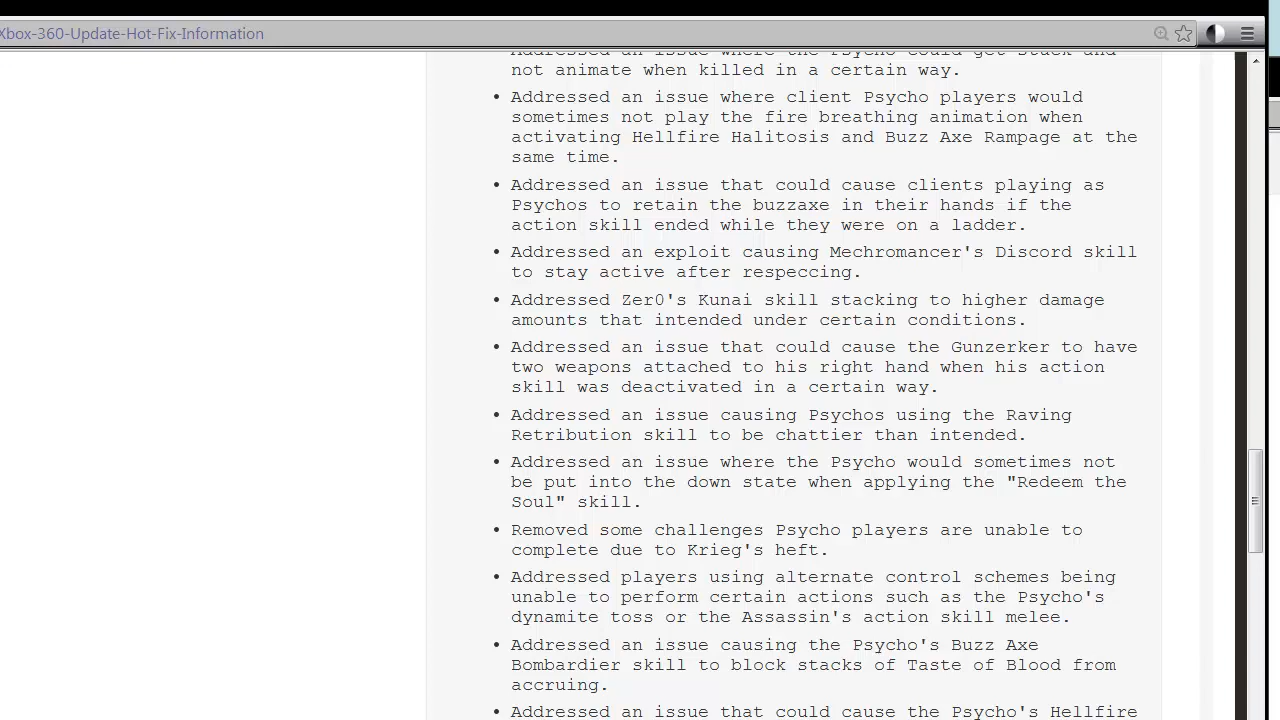 Xbox-360-Update-Hot-Fix-Information
Addressed an issue where the Psycho could get stuck and
not animate when killed in a certain way.
• Addressed an issue where client Psycho players would
sometimes not play the fire breathing animation when
activating Hellfire Halitosis and Buzz Axe Rampage at the
same time.
• Addressed an issue that could cause clients playing as
Psychos to retain the buzzaxe in their hands if the
action skill ended while they were on a ladder.
• Addressed an exploit causing Mechromancer's Discord skill
to stay active after respeccing.
• Addressed Zer0's Kunai skill stacking to higher damage
amounts that intended under certain conditions.
• Addressed an issue that could cause the Gunzerker to have
two weapons attached to his right hand when his action
skill was deactivated in a certain way.
• Addressed an issue causing Psychos using the Raving
Retribution skill to be chattier than intended.
• Addressed an issue where the Psycho would sometimes not
be put into the down state when applying the "Redeem the
Soul" skill.
• Removed some challenges Psycho players are unable to
complete due to Krieg's heft.
• Addressed players using alternate control schemes being
unable to perform certain actions such as the Psycho's
dynamite toss or the Assassin's action skill melee.
• Addressed an issue causing the Psycho's Buzz Axe
Bombardier skill to block stacks of Taste of Blood from
accruing.
• Addressed an issue that could cause the Psycho's Hellfire